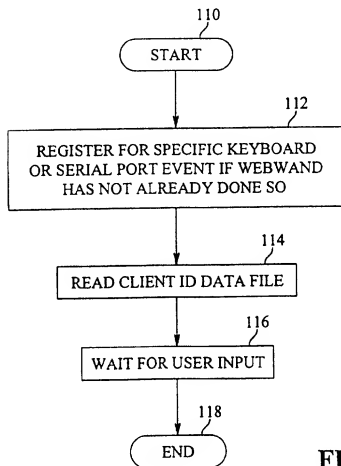 110
START
112
REGISTER FOR SPECIFIC KEYBOARD
OR SERIAL PORT EVENT IF WEBWAND
HAS NOT ALREADY DONE SO
114
READ CLIENT ID DATA FILE
116
WAIT FOR USER INPUT
118
END